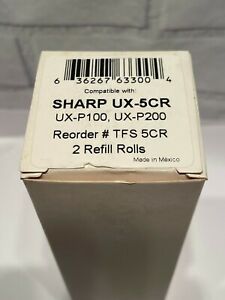 6 36267 63300 4
Compatible with:
SHARP UX-5CR
UX-P100, UX-P200
Reorder # TFS 5CR
2 Refill Rolls
Made in Mexico